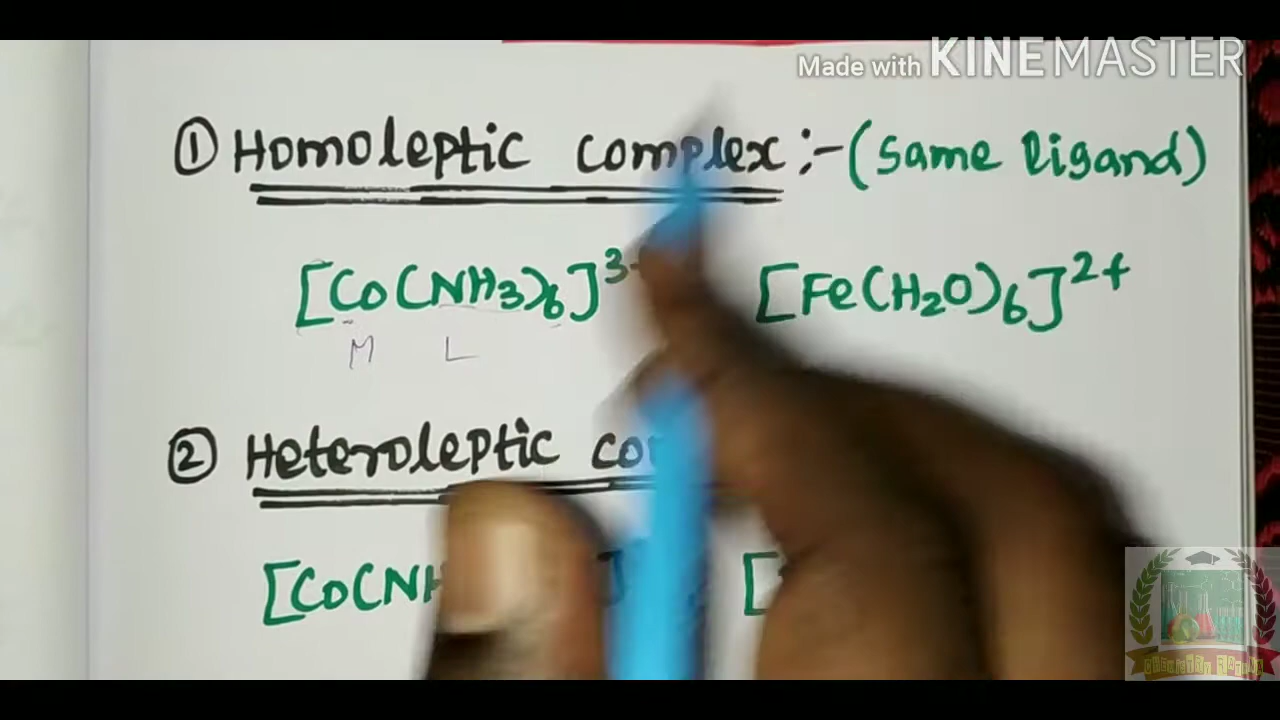 Made with KINEMASTER
① Homoleptic complex :- (Same ligand)
[Co(NH3)6]3+ [Fe(H2O)6]2+
M L
② Heteroleptic
[Co(NH [